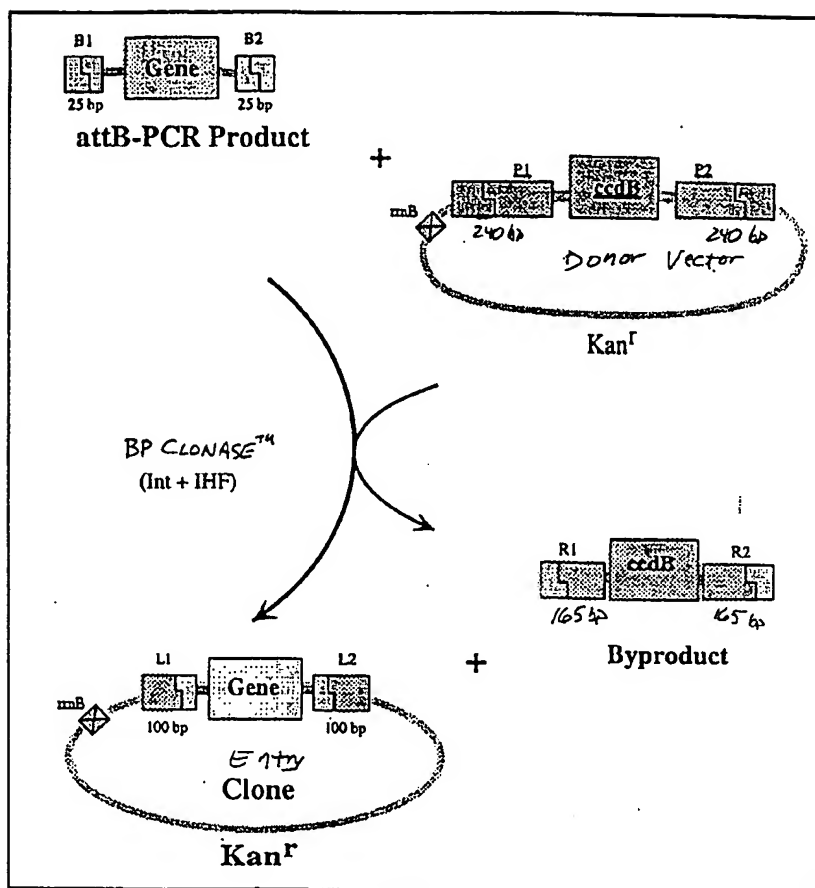 B1 B2
Gene
25 bp 25 bp
attB-PCR Product
+
P1 P2
ccdB
rrnB
240 bp 240 bp
Donor Vector
Kanr
BP CLONASE™
(Int + IHF)
R1 R2
ccdB
165 bp 165 bp
Byproduct
+
L1 L2
Gene
rrnB
100 bp 100 bp
Entry
Clone
Kanr